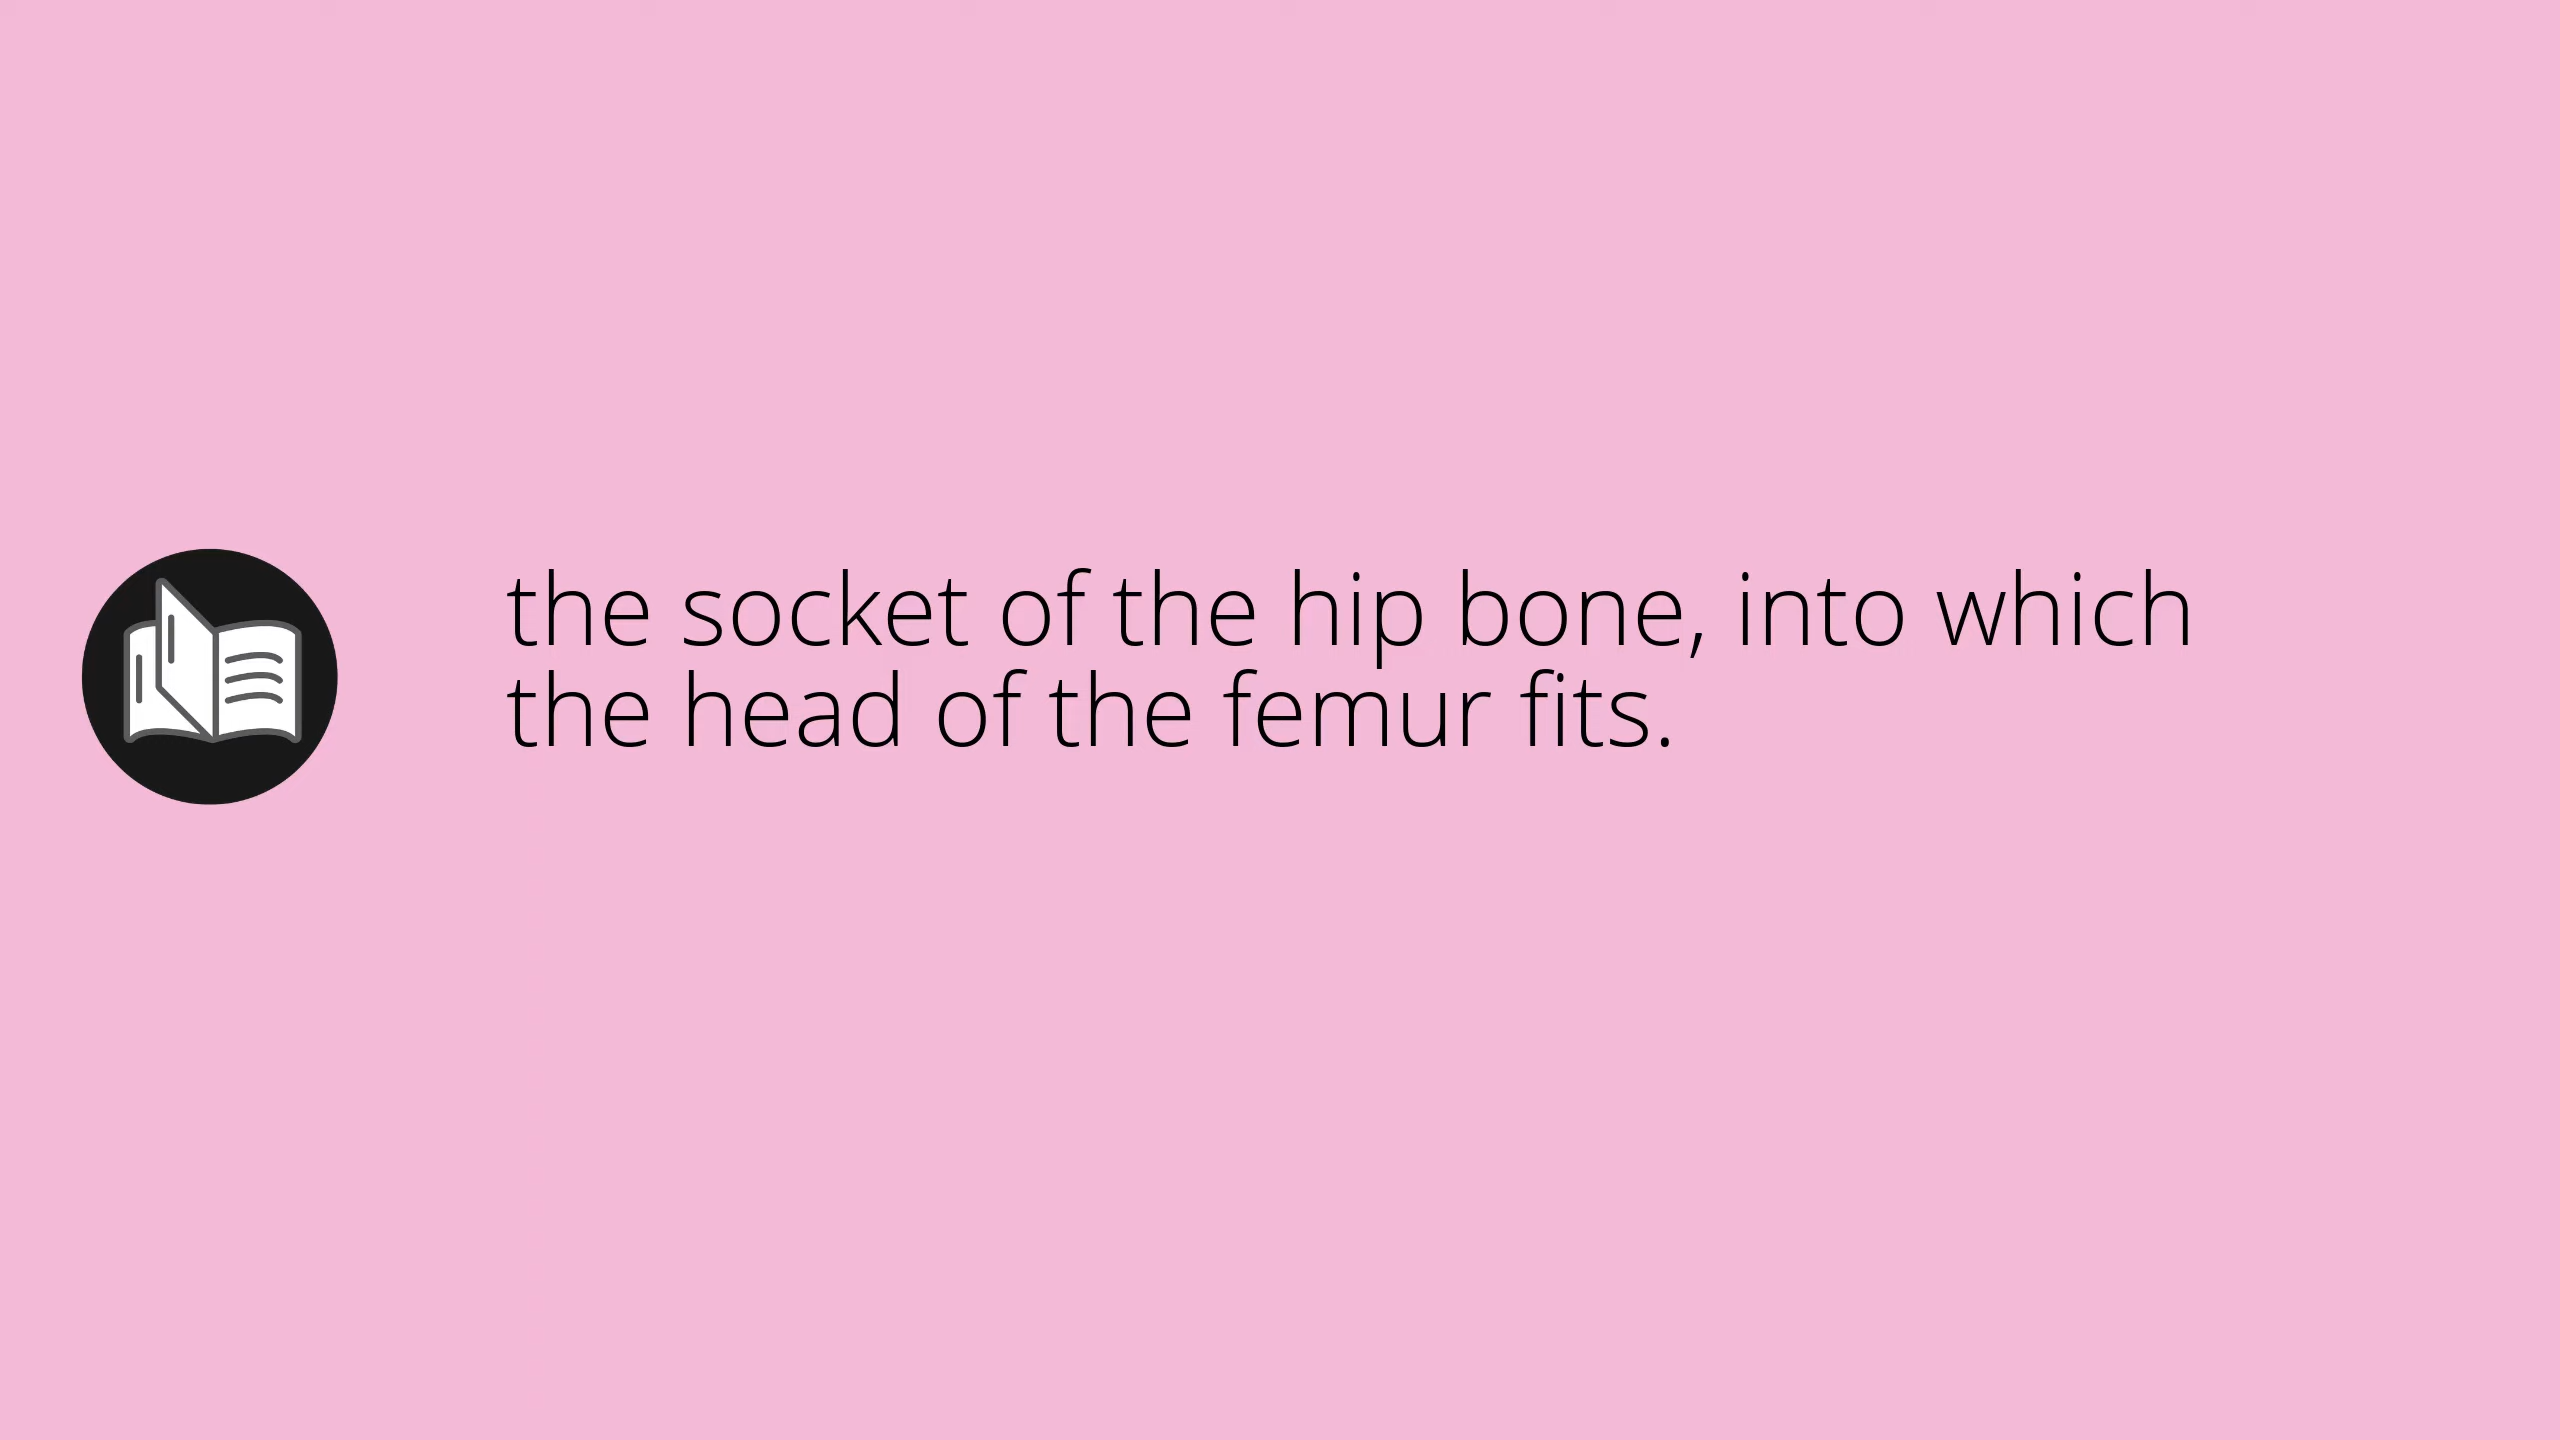 the socket of the hip bone, into which
the head of the femur fits.